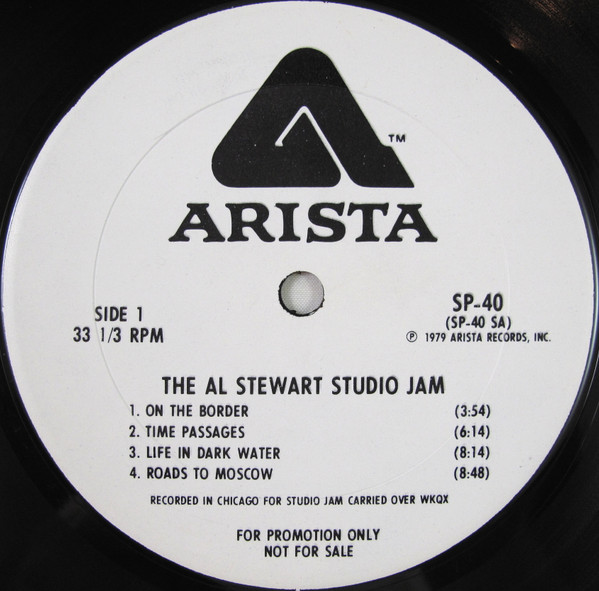 TM
ARISTA
SIDE 1
33 1/3 RPM
SP-40
(SP-40 SA)
℗ 1979 ARISTA RECORDS, INC.
THE AL STEWART STUDIO JAM
1. ON THE BORDER (3:54)
2. TIME PASSAGES (6:14)
3. LIFE IN DARK WATER (8:14)
4. ROADS TO MOSCOW (8:48)
RECORDED IN CHICAGO FOR STUDIO JAM CARRIED OVER WKQX
FOR PROMOTION ONLY
NOT FOR SALE